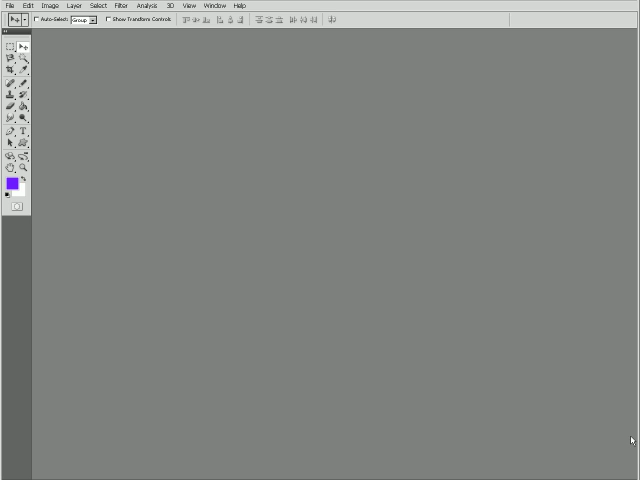 File Edit Image Layer Select Filter Analysis 3D View Window Help
Auto-Select: Group Show Transform Controls
T